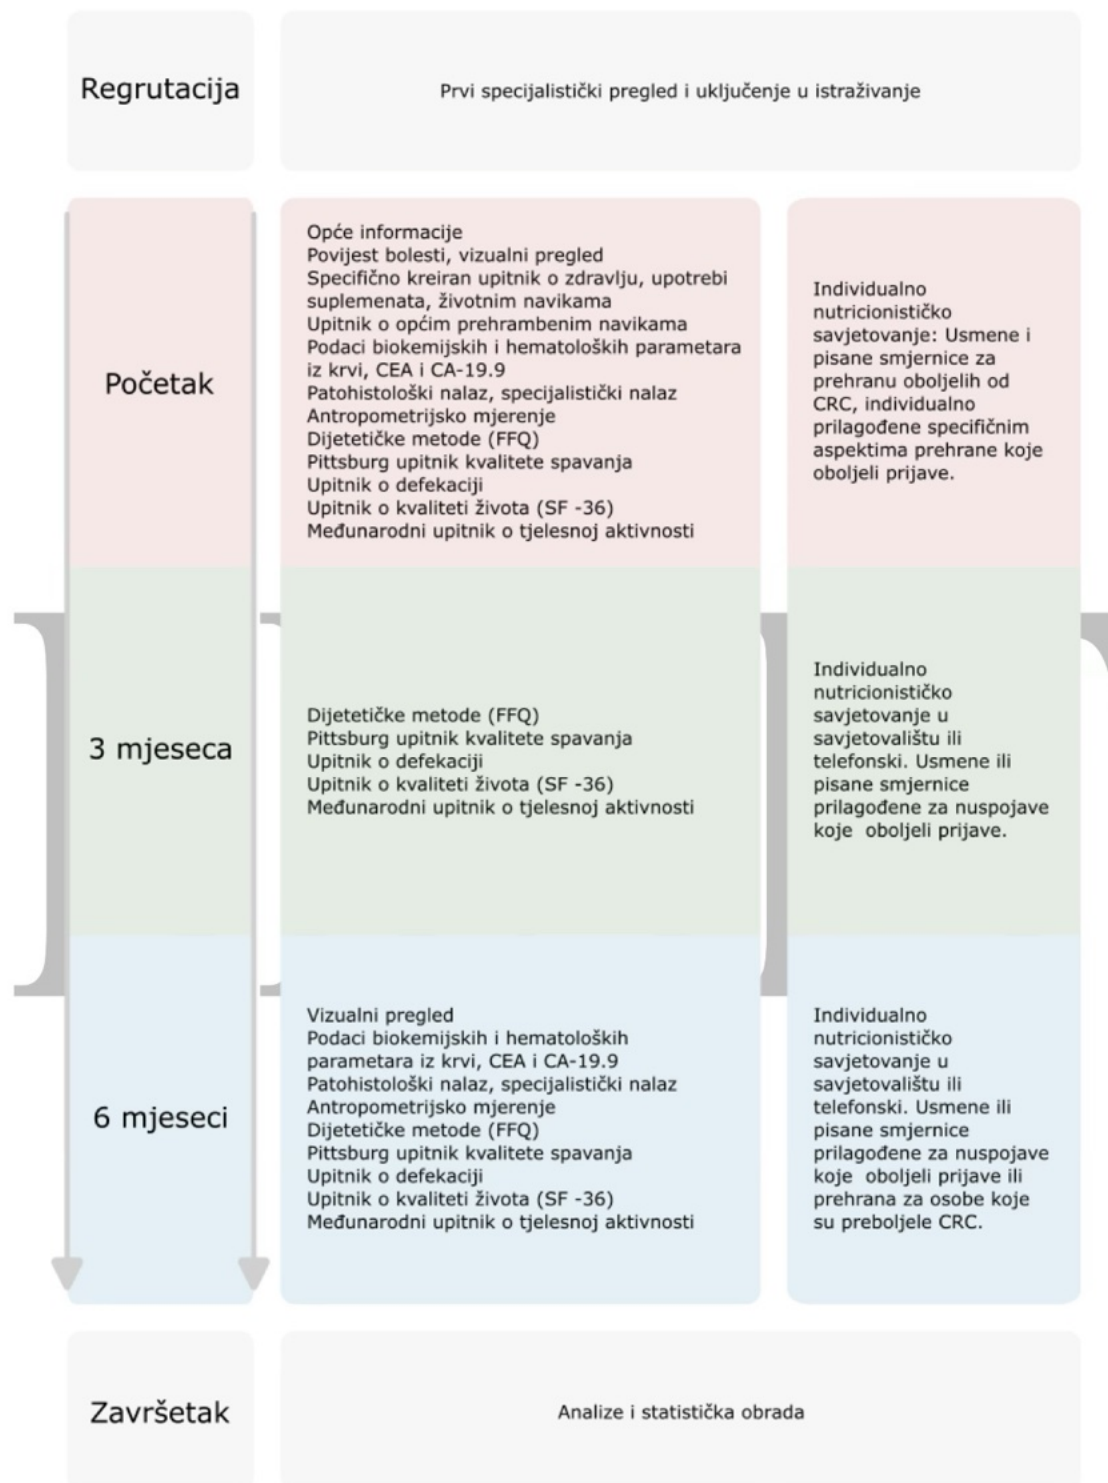 Regrutacija
Prvi specijalistički pregled i uključenje u istraživanje
Početak
Opće informacije
Povijest bolesti, vizualni pregled
Specifično kreiran upitnik o zdravlju, upotrebi
suplemenata, životnim navikama
Upitnik o općim prehrambenim navikama
Podaci biokemijskih i hematoloških parametara
iz krvi, CEA i CA-19.9
Patohistološki nalaz, specijalistički nalaz
Antropometrijsko mjerenje
Dijetetičke metode (FFQ)
Pittsburg upitnik kvalitete spavanja
Upitnik o defekaciji
Upitnik o kvaliteti života (SF -36)
Međunarodni upitnik o tjelesnoj aktivnosti
Individualno
nutricionističko
savjetovanje: Usmene i
pisane smjernice za
prehranu oboljelih od
CRC, individualno
prilagođene specifičnim
aspektima prehrane koje
oboljeli prijave.
3 mjeseca
Dijetetičke metode (FFQ)
Pittsburg upitnik kvalitete spavanja
Upitnik o defekaciji
Upitnik o kvaliteti života (SF -36)
Međunarodni upitnik o tjelesnoj aktivnosti
Individualno
nutricionističko
savjetovanje u
savjetovalištu ili
telefonski. Usmene ili
pisane smjernice
prilagođene za nuspojave
koje  oboljeli prijave.
6 mjeseci
Vizualni pregled
Podaci biokemijskih i hematoloških
parametara iz krvi, CEA i CA-19.9
Patohistološki nalaz, specijalistički nalaz
Antropometrijsko mjerenje
Dijetetičke metode (FFQ)
Pittsburg upitnik kvalitete spavanja
Upitnik o defekaciji
Upitnik o kvaliteti života (SF -36)
Međunarodni upitnik o tjelesnoj aktivnosti
Individualno
nutricionističko
savjetovanje u
savjetovalištu ili
telefonski. Usmene ili
pisane smjernice
prilagođene za nuspojave
koje  oboljeli prijave ili
prehrana za osobe koje
su preboljele CRC.
Završetak
Analize i statistička obrada